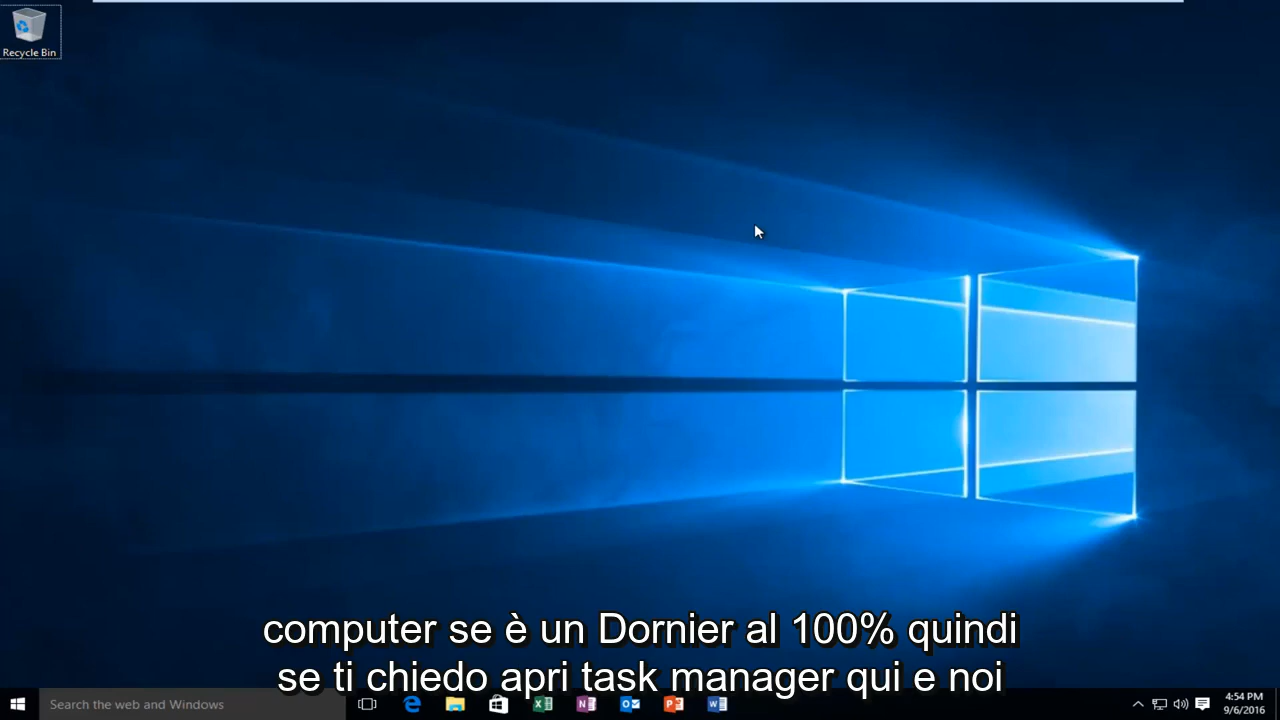 Recycle Bin
computer se è un Dornier al 100% quindi
se ti chiedo apri task manager qui e noi
Search the web and Windows
4:54 PM
9/6/2016